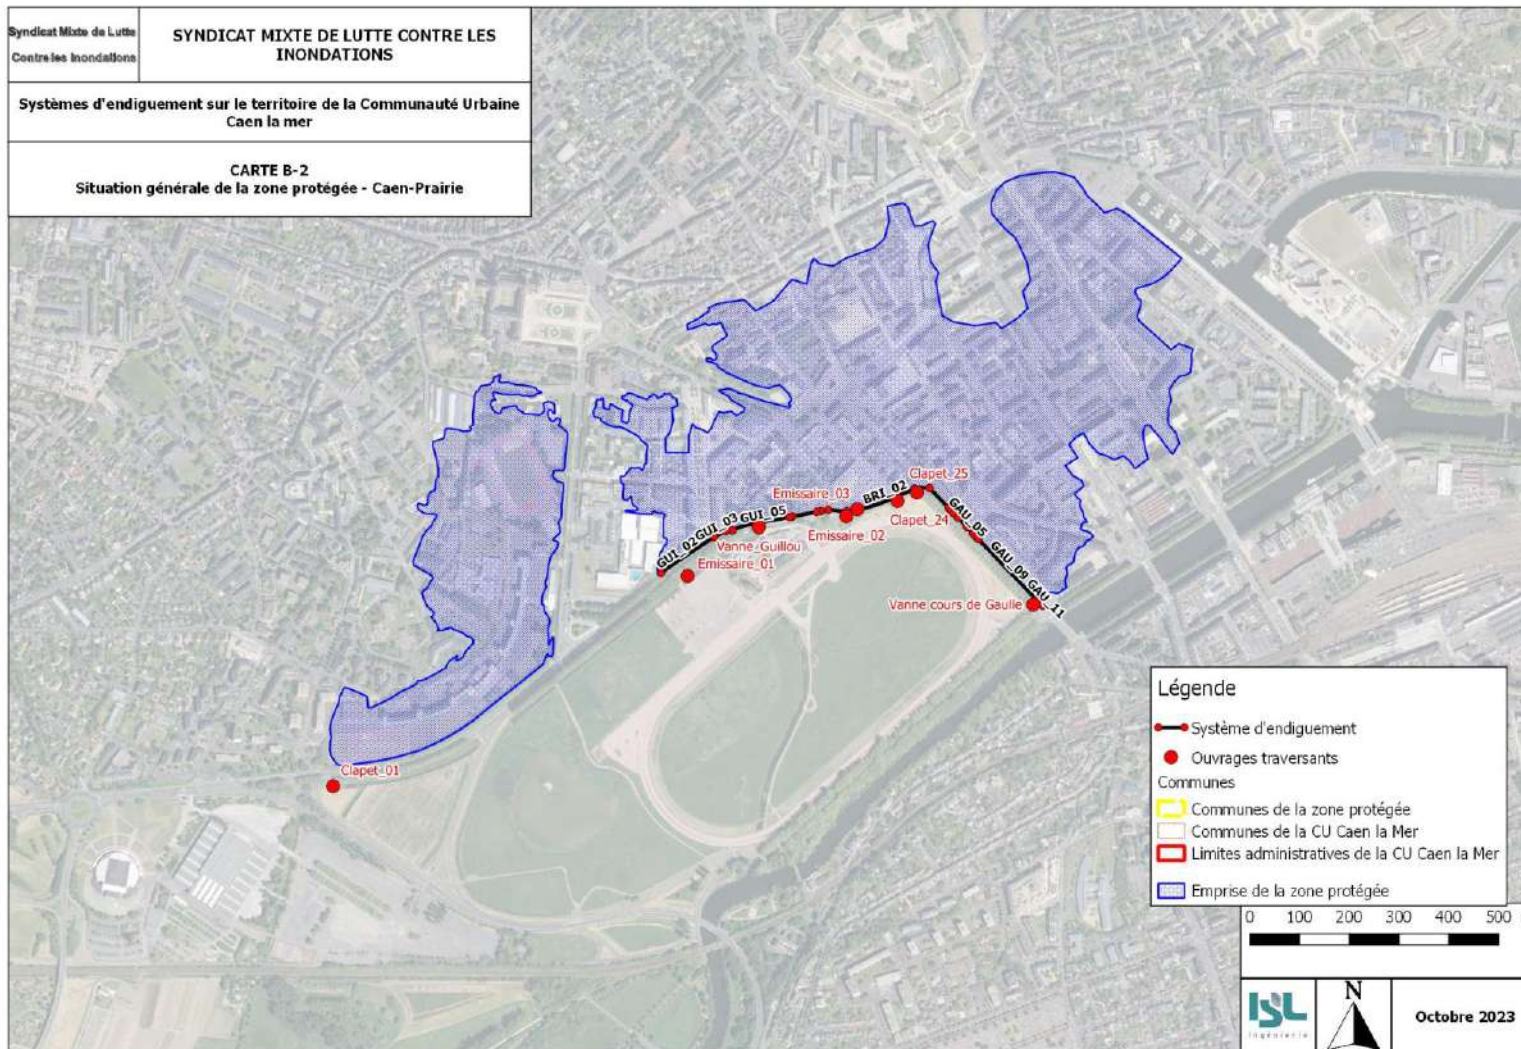 Syndicat Mixte de Lutte
Contre les Inondations
SYNDICAT MIXTE DE LUTTE CONTRE LES
INONDATIONS
Systèmes d'endiguement sur le territoire de la Communauté Urbaine
Caen la mer
CARTE B-2
Situation générale de la zone protégée - Caen-Prairie
Clapet_25
Emissaire_03
BRI_02
GUI_05
GUI_03
GUI_02
Clapet_24
GAU_05
Emissaire_02
Vanne_Guillou
Emissaire_01
GAU_09
GAU_11
Vanne cours de Gaulle
Clapet_01
Légende
Système d'endiguement
Ouvrages traversants
Communes
Communes de la zone protégée
Communes de la CU Caen la Mer
Limites administratives de la CU Caen la Mer
Emprise de la zone protégée
0 100 200 300 400 500
ISL
Ingénierie
N
Octobre 2023